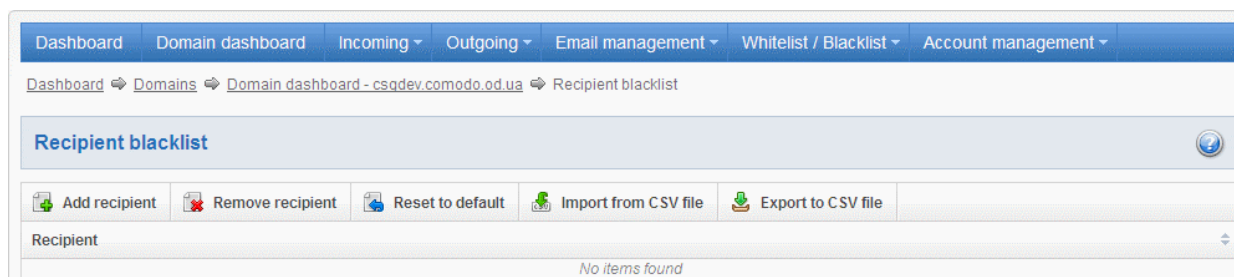 Dashboard Domain dashboard Incoming Outgoing Email management Whitelist / Blacklist Account management
Dashboard Domains Domain dashboard - csgdev.comodo.od.ua Recipient blacklist
Recipient blacklist
Add recipient Remove recipient Reset to default Import from CSV file Export to CSV file
Recipient
No items found